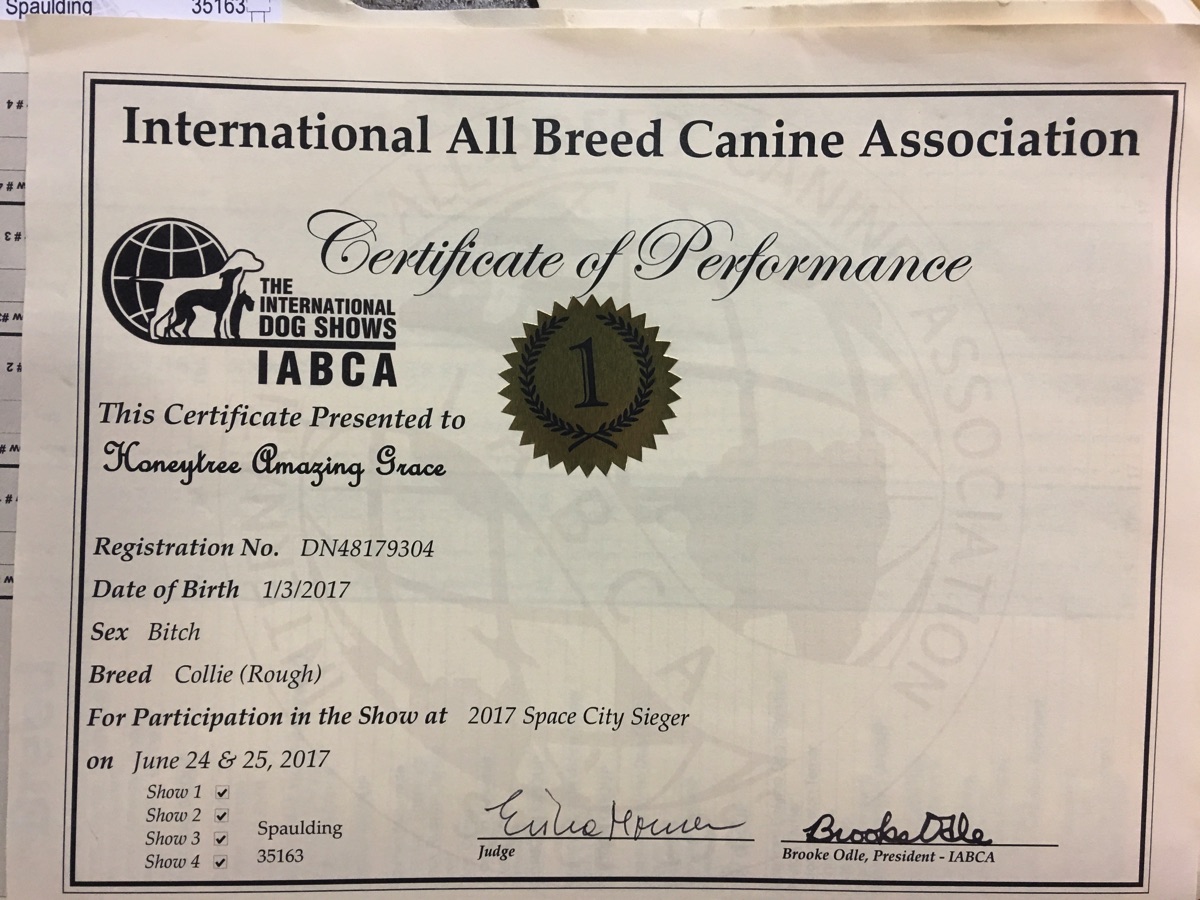 Spaulding 35163
International All Breed Canine Association
Certificate of Performance
THE
INTERNATIONAL
DOG SHOWS
IABCA
1
This Certificate Presented to
Honeytree Amazing Grace
Registration No. DN48179304
Date of Birth 1/3/2017
Sex Bitch
Breed Collie (Rough)
For Participation in the Show at 2017 Space City Sieger
on June 24 & 25, 2017
Show 1
Show 2
Show 3
Show 4
Spaulding
35163
Judge
Brooke Odle
Brooke Odle, President - IABCA